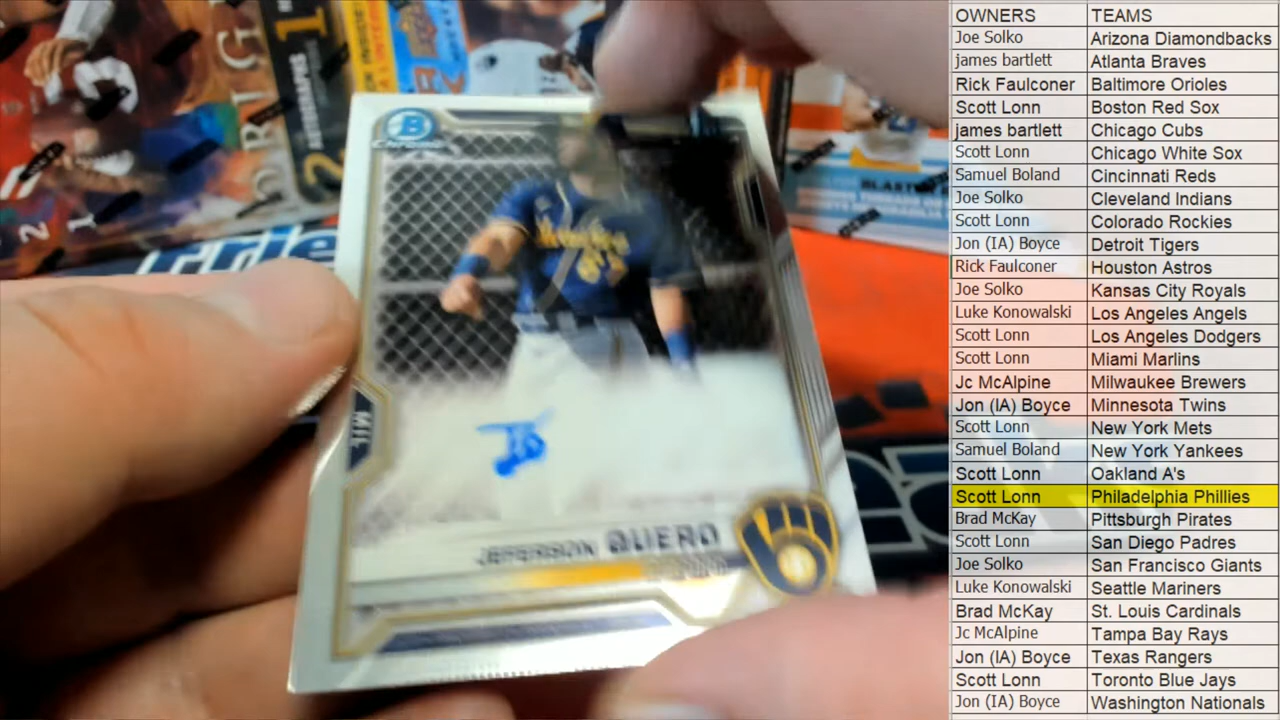 B
CHROME
MIL
JEFERSON QUERO
OWNERS TEAMS
Joe Solko Arizona Diamondbacks
james bartlett Atlanta Braves
Rick Faulconer Baltimore Orioles
Scott Lonn Boston Red Sox
james bartlett Chicago Cubs
Scott Lonn Chicago White Sox
Samuel Boland Cincinnati Reds
Joe Solko Cleveland Indians
Scott Lonn Colorado Rockies
Jon (IA) Boyce Detroit Tigers
Rick Faulconer Houston Astros
Joe Solko Kansas City Royals
Luke Konowalski Los Angeles Angels
Scott Lonn Los Angeles Dodgers
Scott Lonn Miami Marlins
Jc McAlpine Milwaukee Brewers
Jon (IA) Boyce Minnesota Twins
Scott Lonn New York Mets
Samuel Boland New York Yankees
Scott Lonn Oakland A's
Scott Lonn Philadelphia Phillies
Brad McKay Pittsburgh Pirates
Scott Lonn San Diego Padres
Joe Solko San Francisco Giants
Luke Konowalski Seattle Mariners
Brad McKay St. Louis Cardinals
Jc McAlpine Tampa Bay Rays
Jon (IA) Boyce Texas Rangers
Scott Lonn Toronto Blue Jays
Jon (IA) Boyce Washington Nationals